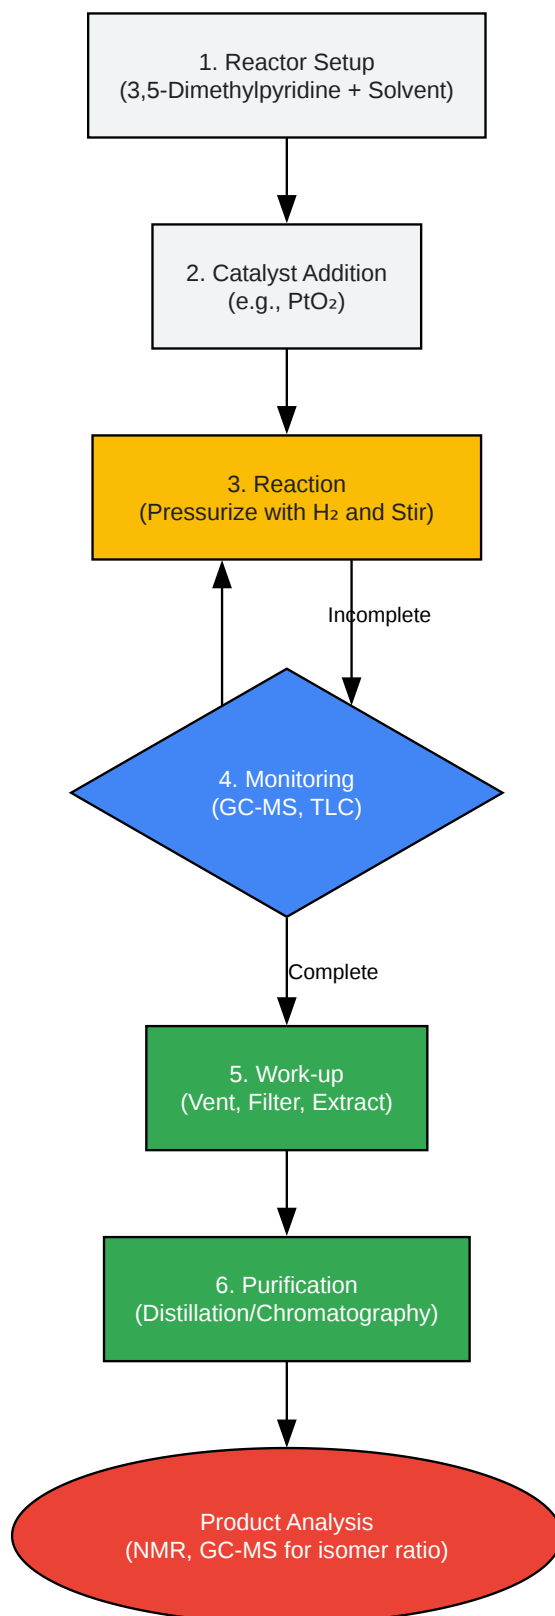 1. Reactor Setup
(3,5-Dimethylpyridine + Solvent)
2. Catalyst Addition
(e.g., PtO₂)
3. Reaction
(Pressurize with H₂ and Stir)
Incomplete
4. Monitoring
(GC-MS, TLC)
Complete
5. Work-up
(Vent, Filter, Extract)
6. Purification
(Distillation/Chromatography)
Product Analysis
(NMR, GC-MS for isomer ratio)